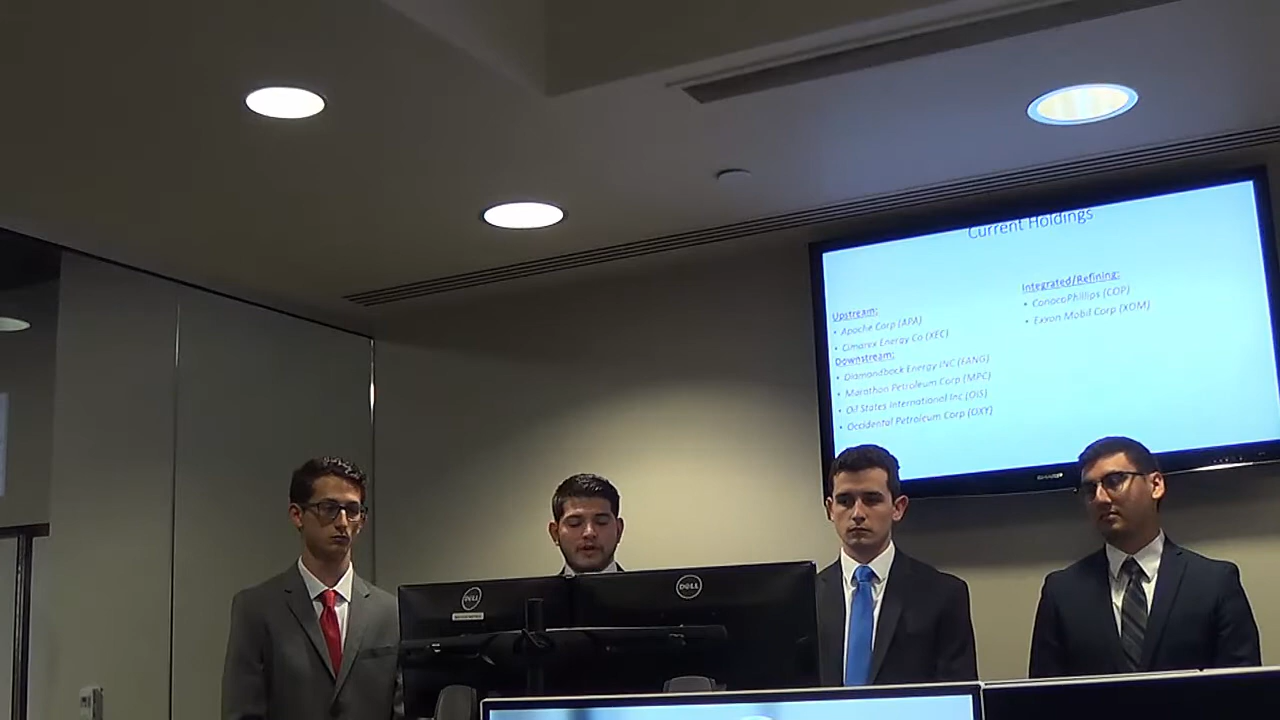 Current Holdings
Upstream:
• Apache Corp (APA)
• Cimarex Energy Co (XEC)
Downstream:
• Diamondback Energy INC (FANG)
• Marathon Petroleum Corp (MPC)
• Oil States International Inc (OIS)
• Occidental Petroleum Corp (OXY)
Integrated/Refining:
• ConocoPhillips (COP)
• Exxon Mobil Corp (XOM)
SHARP
DELL
DELL